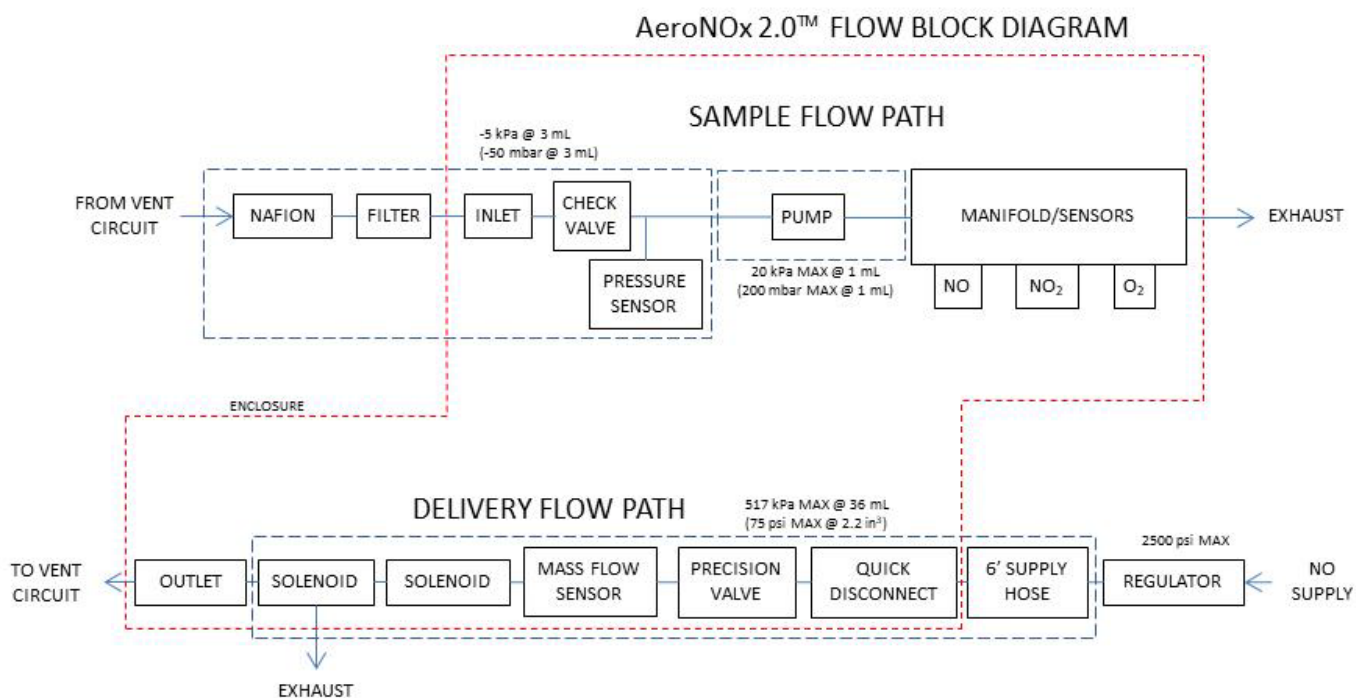 AeroNOx 2.0™ FLOW BLOCK DIAGRAM
SAMPLE FLOW PATH
-5 kPa @ 3 mL
(-50 mbar @ 3 mL)
FROM VENT
CIRCUIT
NAFION
FILTER
INLET
CHECK
VALVE
PRESSURE
SENSOR
PUMP
20 kPa MAX @ 1 mL
(200 mbar MAX @ 1 mL)
MANIFOLD/SENSORS
NO
NO₂
O₂
EXHAUST
ENCLOSURE
DELIVERY FLOW PATH
517 kPa MAX @ 36 mL
(75 psi MAX @ 2.2 in³)
2500 psi MAX
TO VENT
CIRCUIT
OUTLET
SOLENOID
SOLENOID
MASS FLOW
SENSOR
PRECISION
VALVE
QUICK
DISCONNECT
6' SUPPLY
HOSE
REGULATOR
NO
SUPPLY
EXHAUST